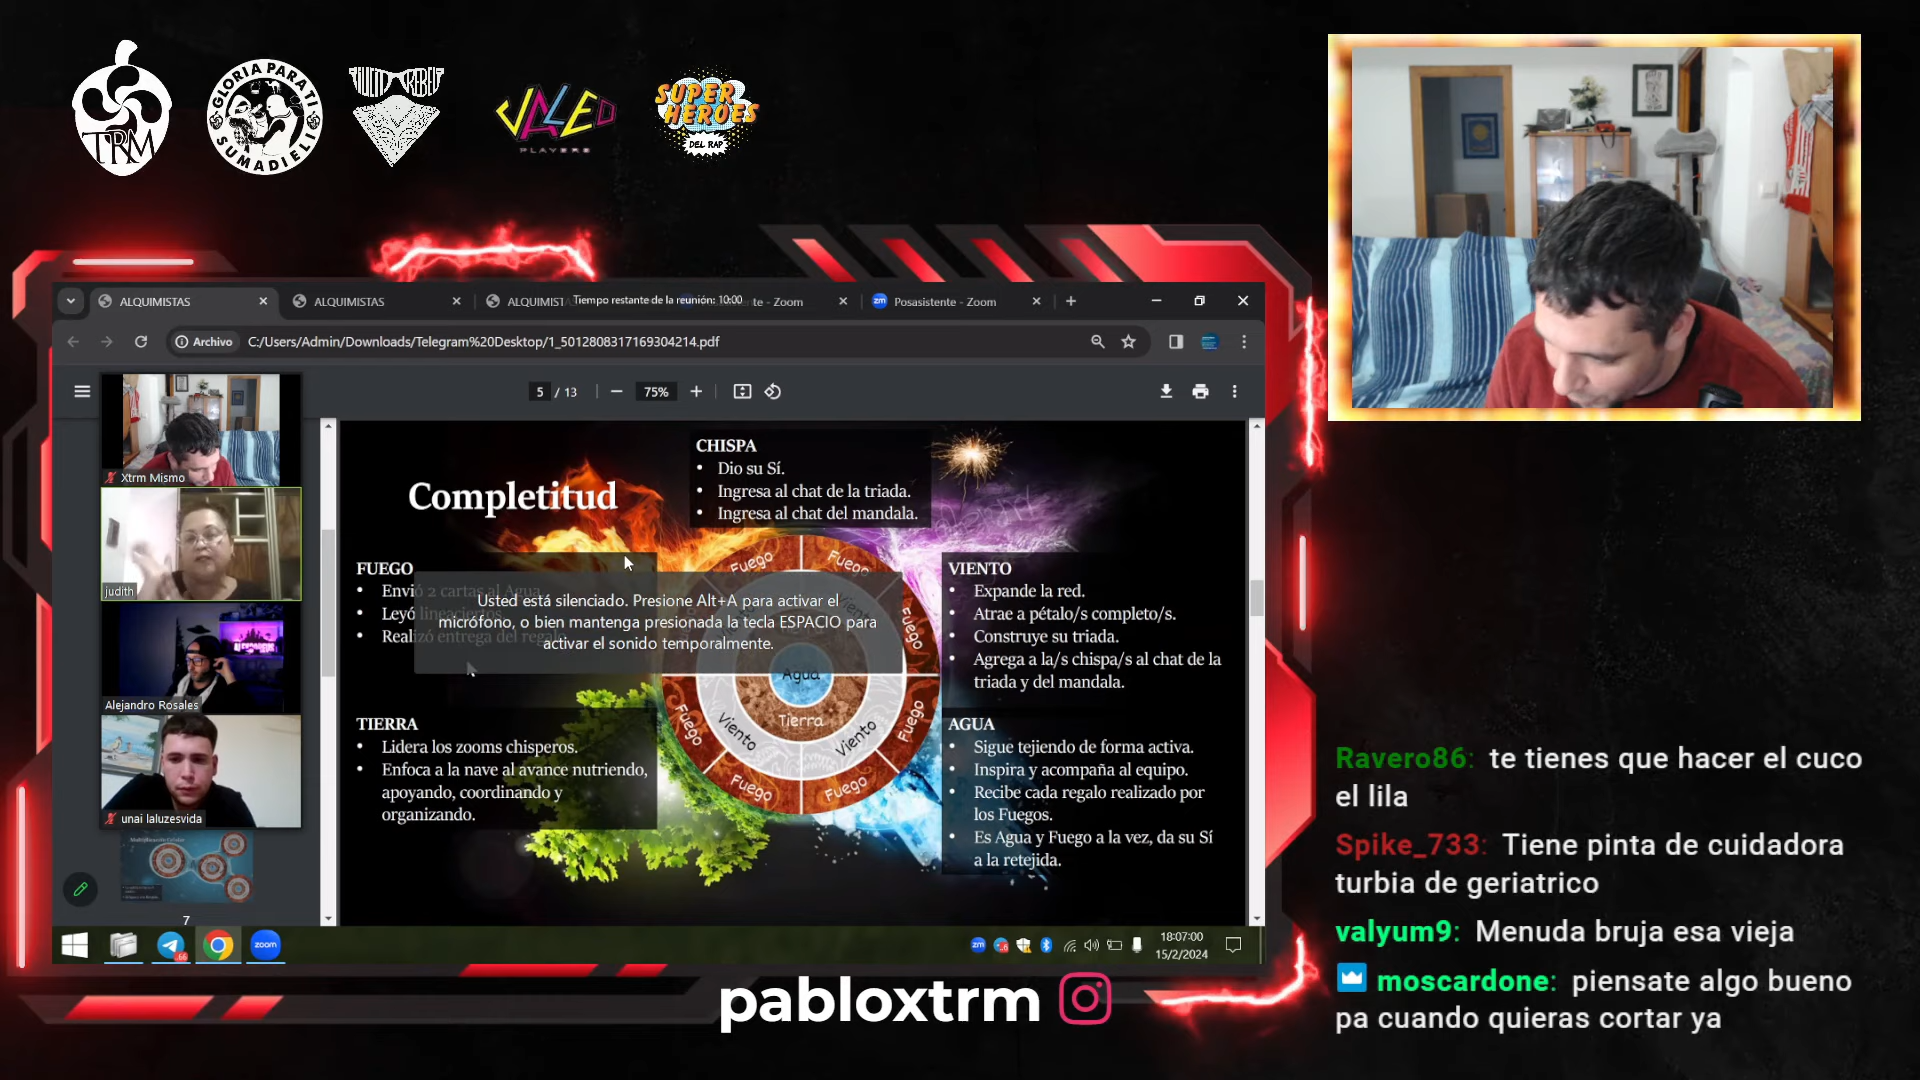 TRM
GLORIA PARATI
SUMADIELI
REBEL
VALED
PLAYERS
SUPER
HEROES
DEL RAP
ALQUIMISTAS
ALQUIMISTAS
ALQUIMIST
Tiempo restante de la reunión: 10:00
te - Zoom
zm Posasistente - Zoom
Archivo
C:/Users/Admin/Downloads/Telegram%20Desktop/1_5012808317169304214.pdf
5 / 13
75%
Xtrm Mismo
judith
Alejandro Rosales
unai laluzesvida
7
Completitud
CHISPA
• Dio su Sí.
• Ingresa al chat de la triada.
• Ingresa al chat del mandala.
FUEGO
• Envió 2 cartas al Agua
• Leyó lineaciertos
• Realizó entrega del regalo
Usted está silenciado. Presione Alt+A para activar el
micrófono, o bien mantenga presionada la tecla ESPACIO para
activar el sonido temporalmente.
VIENTO
• Expande la red.
• Atrae a pétalo/s completo/s.
• Construye su triada.
• Agrega a la/s chispa/s al chat de la
triada y del mandala.
TIERRA
• Lidera los zooms chisperos.
• Enfoca a la nave al avance nutriendo,
apoyando, coordinando y
organizando.
AGUA
• Sigue tejiendo de forma activa.
• Inspira y acompaña al equipo.
• Recibe cada regalo realizado por
los Fuegos.
• Es Agua y Fuego a la vez, da su Sí
a la retejida.
Fuego
Fuego
Viento
Fuego
Agua
Tierra
Fuego
Viento
Viento
Fuego
Fuego
Fuego
zoom
zm
18:07:00
15/2/2024
pabloxtrm
Ravero86: te tienes que hacer el cuco
el lila
Spike_733: Tiene pinta de cuidadora
turbia de geriatrico
valyum9: Menuda bruja esa vieja
moscardone: piensate algo bueno
pa cuando quieras cortar ya